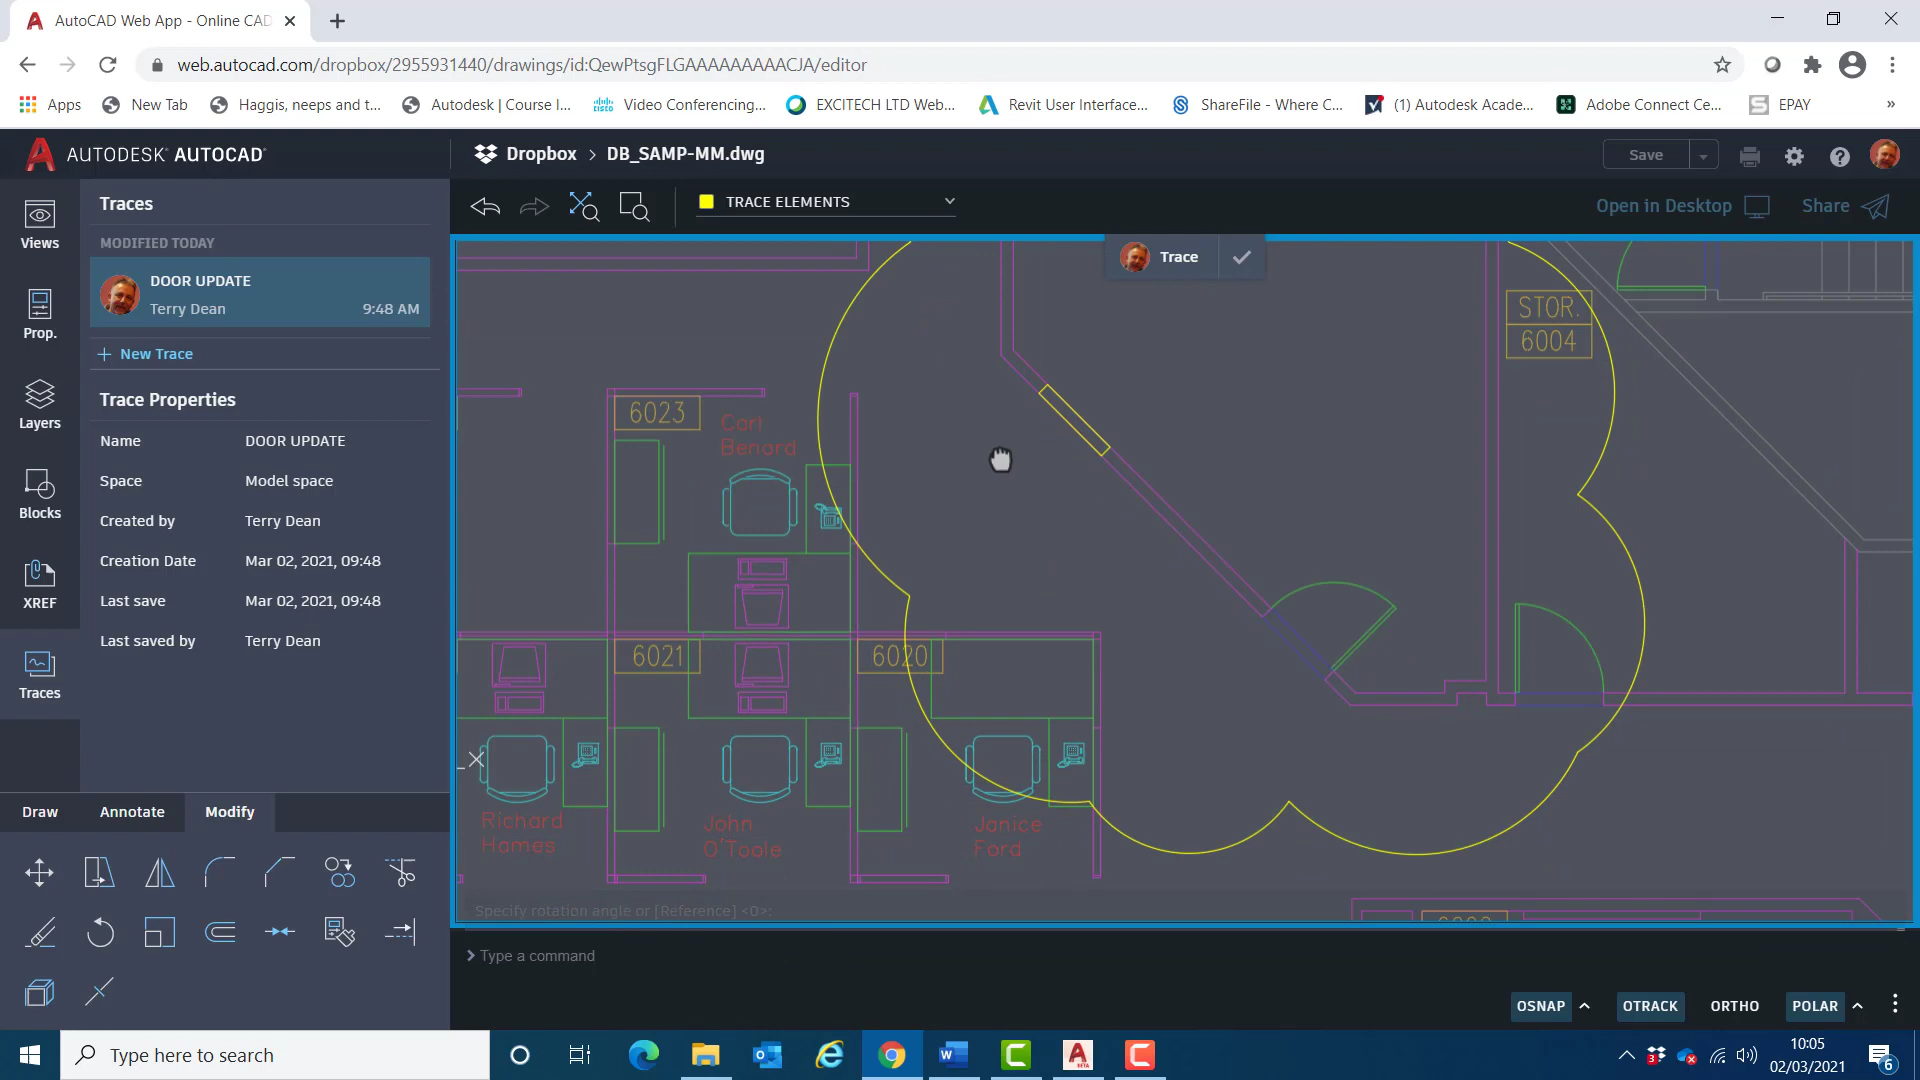 AutoCAD Web App - Online CAD
web.autocad.com/dropbox/2955931440/drawings/id:QewPtsgFLGAAAAAAAAACJA/editor
Apps
New Tab
Haggis, neeps and t...
Autodesk | Course I...
Video Conferencing...
EXCITECH LTD Web...
Revit User Interface...
ShareFile - Where C...
(1) Autodesk Acade...
Adobe Connect Ce...
EPAY
»
AUTODESK AUTOCAD
Dropbox > DB_SAMP-MM.dwg
Save
Views
Prop.
Layers
Blocks
XREF
Traces
Traces
MODIFIED TODAY
DOOR UPDATE
Terry Dean 9:48 AM
+ New Trace
Trace Properties
Name DOOR UPDATE
Space Model space
Created by Terry Dean
Creation Date Mar 02, 2021, 09:48
Last save Mar 02, 2021, 09:48
Last saved by Terry Dean
TRACE ELEMENTS
Open in Desktop
Share
Trace
STOR.
6004
6023
Carl
Benard
6021
6020
Richard
Homes
John
O'Toole
Janice
Ford
Specify rotation angle or [Reference] <0>:
Type a command
Draw
Annotate
Modify
OSNAP
OTRACK
ORTHO
POLAR
Type here to search
10:05
02/03/2021
3
6